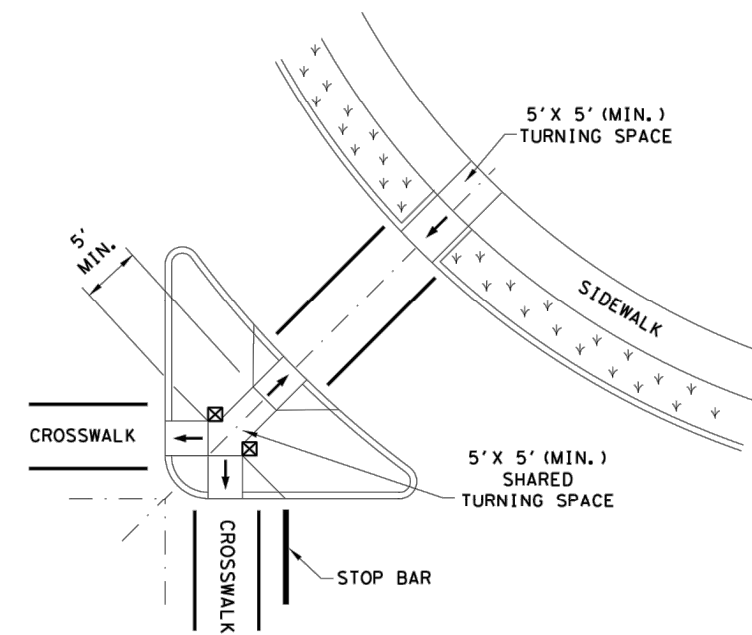 5'X 5'(MIN.)
TURNING SPACE
5'
MIN.
SIDEWALK
CROSSWALK
5'X 5'(MIN.)
SHARED
TURNING SPACE
CROSSWALK
STOP BAR